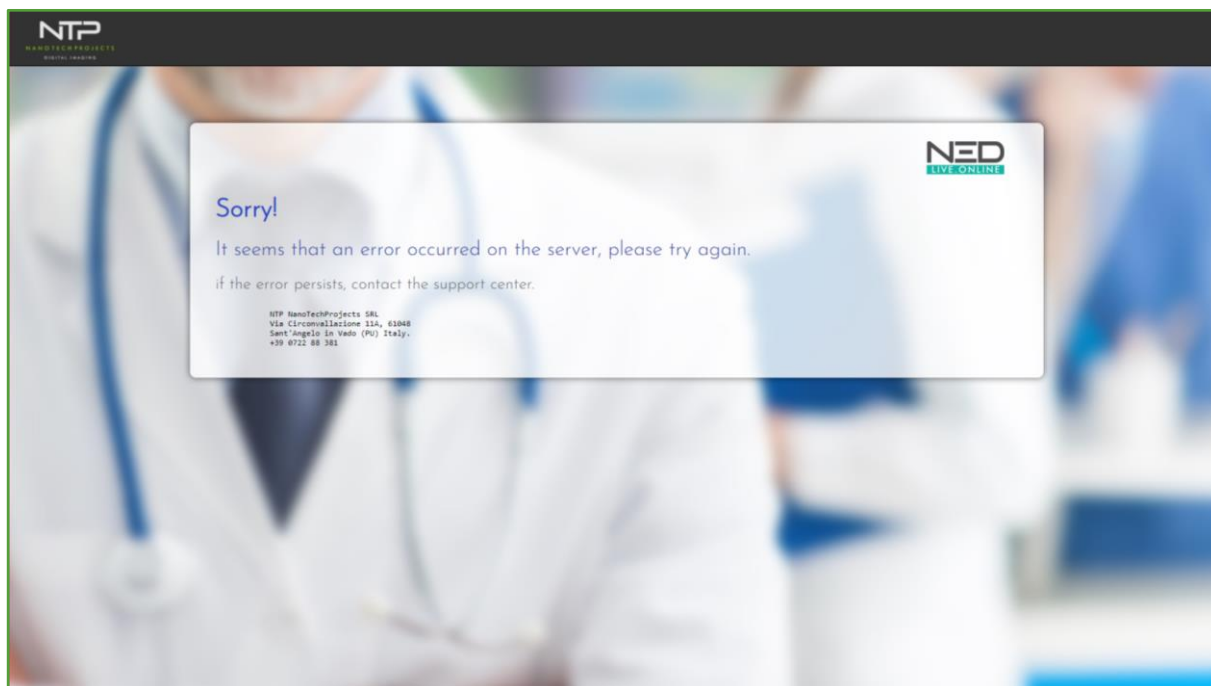 NTP
NANOTECHPROJECTS
DIGITAL IMAGING
NED
LIVE ONLINE
Sorry!
It seems that an error occurred on the server, please try again.
if the error persists, contact the support center.
NTP NanoTechProjects SRL
Via Circonvallazione 11A, 61048
Sant'Angelo in Vado (PU) Italy.
+39 0722 88 381